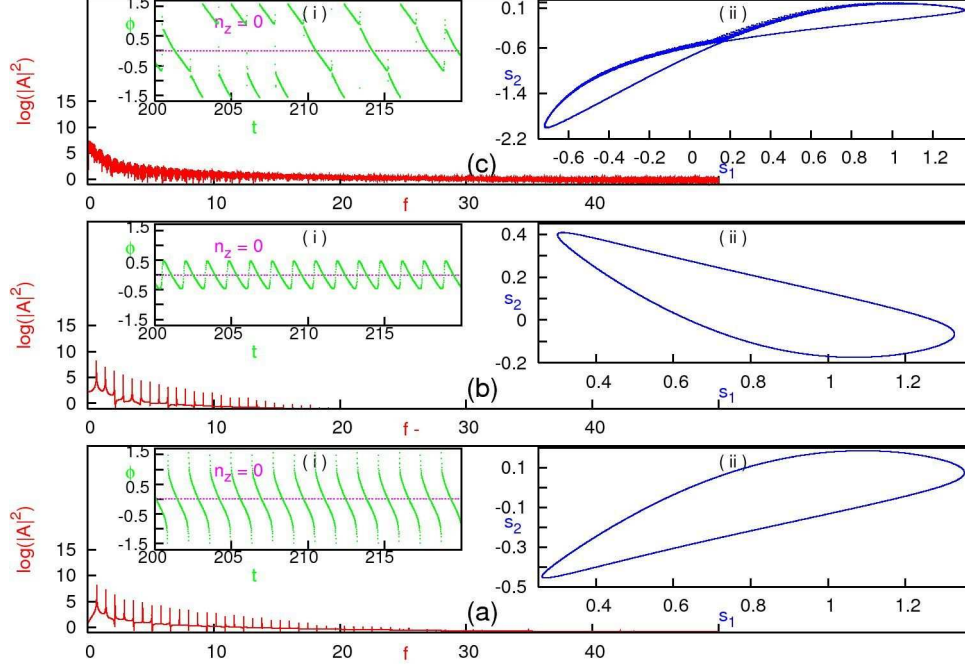 1.5 φ 0.5 -0.5 -1.5
n_z = 0
( i )
200 205 210 215
t
0.1 -0.6 -1.4 -2.2
s_2
( ii )
-0.6 -0.4 -0.2 0 0.2 0.4 0.6 0.8 1 1.2
s_1
log(|A|^2)
15 10 5 0
(c)
0 10 20 30 40
f
1.5 φ 0.5 -0.5 -1.5
n_z = 0
( i )
200 205 210 215
t
0.4 0.2 0 -0.2
s_2
( ii )
0.4 0.6 0.8 1 1.2
s_1
log(|A|^2)
15 10 5 0
(b)
0 10 20 30 40
f -
1.5 φ 0.5 -0.5 -1.5
n_z = 0
( i )
200 205 210 215
t
0.1 -0.1 -0.3 -0.5
s_2
( ii )
0.4 0.6 0.8 1 1.2
s_1
log(|A|^2)
15 10 5 0
(a)
0 10 20 30 40
f